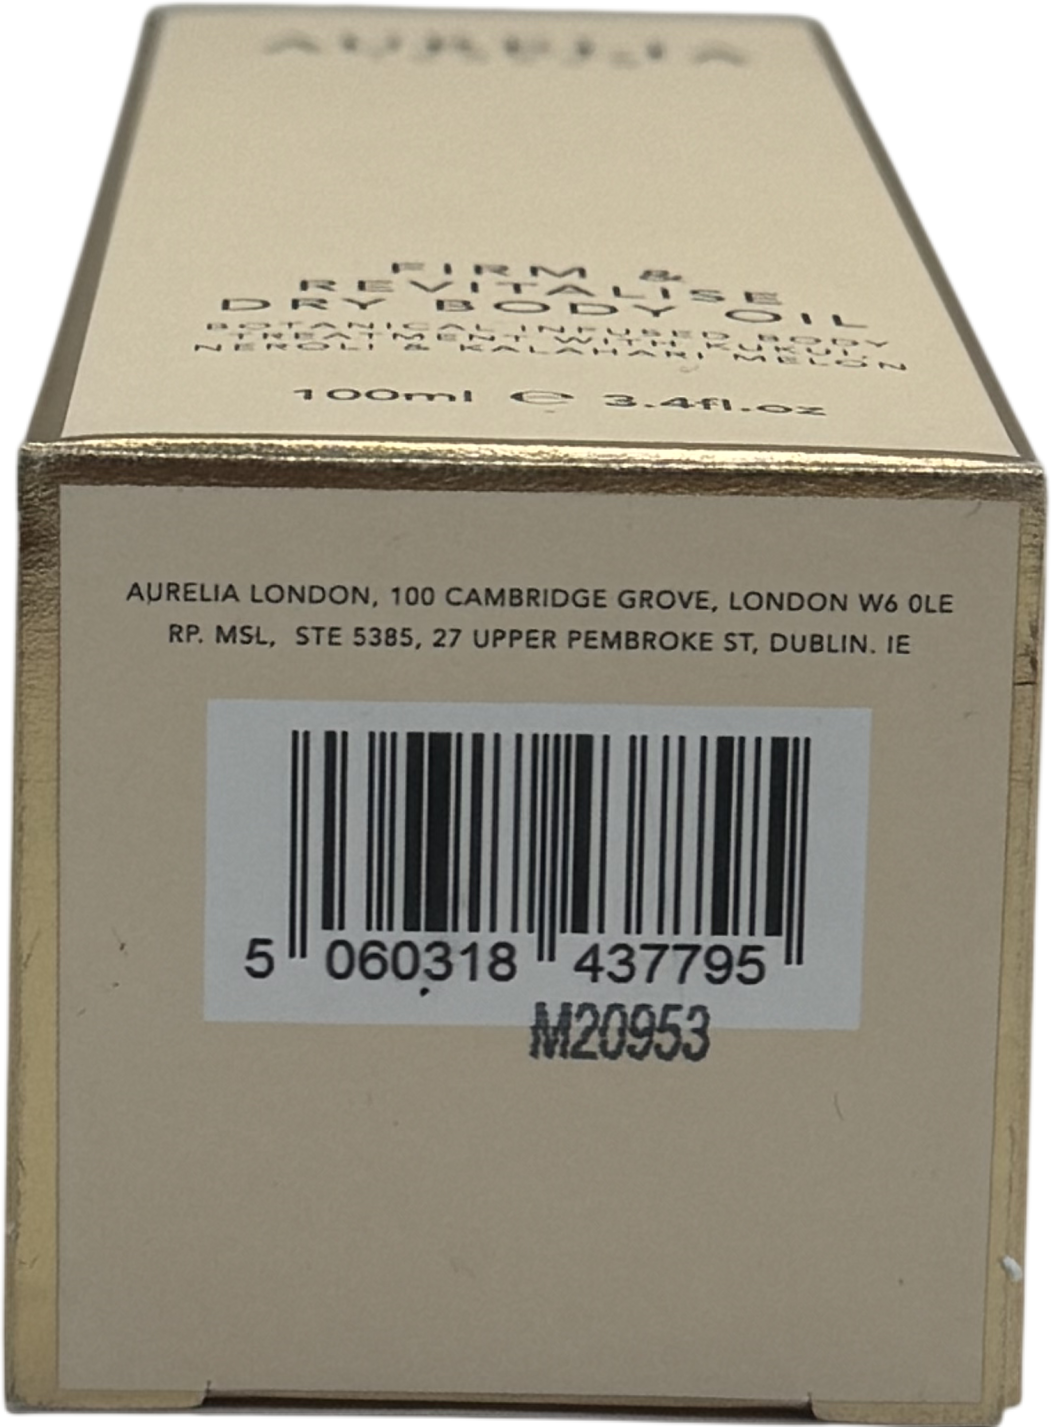 AURELIA
FIRM &
REVITALISE
DRY BODY OIL
BOTANICAL INFUSED BODY
TREATMENT WITH KUKUI,
NEROLI & KALAHARI MELON
100ml ℮ 3.4fl.oz
AURELIA LONDON, 100 CAMBRIDGE GROVE, LONDON W6 0LE
RP. MSL, STE 5385, 27 UPPER PEMBROKE ST, DUBLIN. IE
5 060318 437795
M20953